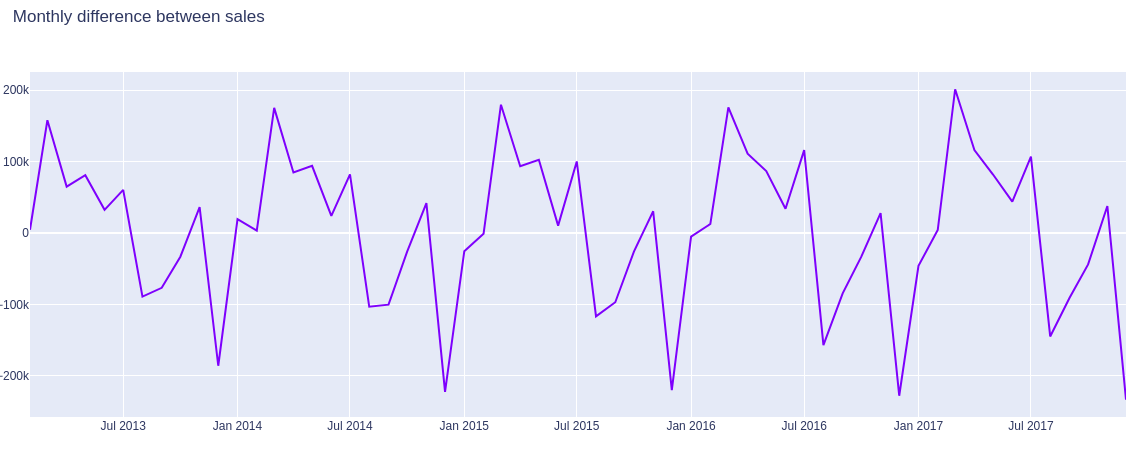 Monthly difference between sales
200k
100k
0
−100k
−200k
Jul 2013
Jan 2014
Jul 2014
Jan 2015
Jul 2015
Jan 2016
Jul 2016
Jan 2017
Jul 2017